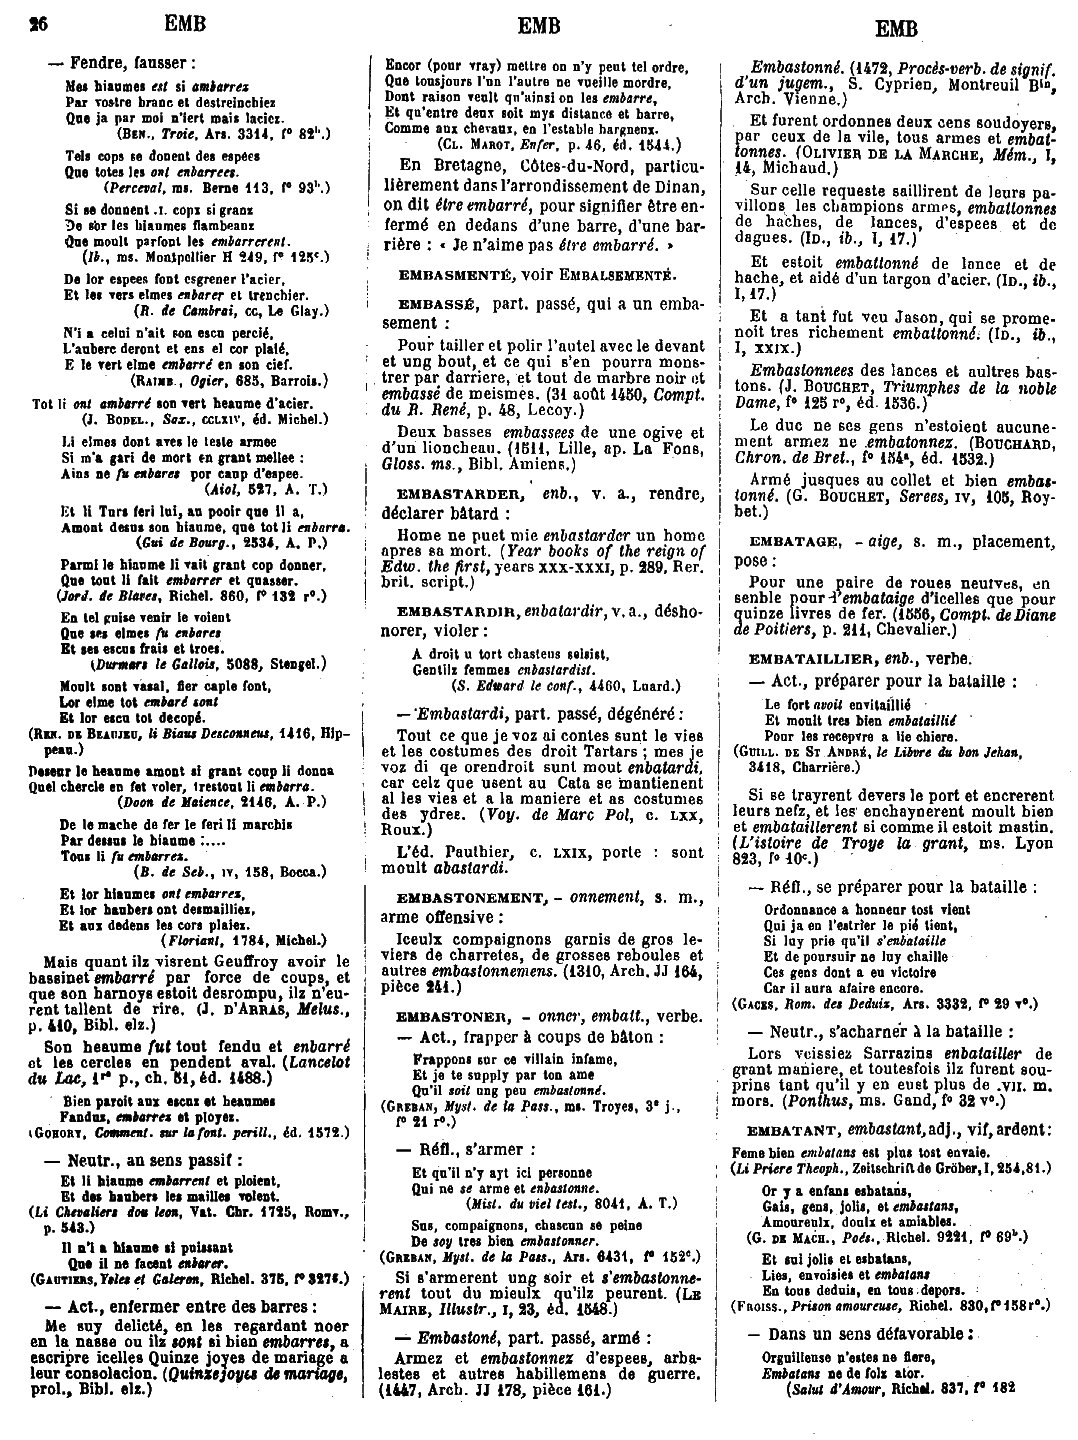 26 EMB EMB EMB
— Fendre, fausser :
Mes hiaumes est si ambarrez
Par vostre branc et destreinchiez
Que ja par moi n'iert mais laciez.
(BEN., Troie, Ars. 3314, f° 82ᵇ.)
Tels cops se donent des espees
Que totes les ont enbarrees.
(Perceval, ms. Berne 113, f° 93ᵇ.)
Si se donnent .I. copz si granz
De sor les hiaumes flambeanz
Que moult parfont les embarrerent.
(Ib., ms. Montpellier H 249, f° 125ᶜ.)
De lor espees font esgrener l'acier,
Et les vers elmes enbarer et trenchier.
(R. de Cambrai, CC, Le Glay.)
N'i a celui n'ait son escu percié,
L'auberc deront et ens el cor plaié,
E le vert elme embarré en son cief.
(RAIMB., Ogier, 685, Barrois.)
Tot li ont ambarré son vert heaume d'acier.
(J. BODEL., Sax., CCLXIV, éd. Michel.)
Li elmes dont aves le teste armee
Si m'a gari de mort en grant mellee :
Ains ne fu enbares por caup d'espee.
(Aiol, 527, A. T.)
Et li Turs feri lui, au pooir que il a,
Amont desus son hiaume, que tot li enbarra.
(Gui de Bourg., 2534, A. P.)
Parmi le hiaume li vait grant cop donner,
Que tout li fait embarrer et quasser.
(Jord. de Blaves, Richel. 860, f° 132 r°.)
En tel guise venir le voient
Que ses elmes fu enbares
Et ses escus frais et troes.
(Durmars le Gallois, 5088, Stengel.)
Moult sont vasal, fier caple font,
Lor elme tot embaré sont
Et lor escu tot decopé.
(REN. DE BEAUJEU, li Biaus Desconneus, 1416, Hip-
peau.)
Deseur le heaume amont si grant coup li donna
Quel chercle en fet voler, trestout li embarra.
(Doon de Maience, 2146, A. P.)
De le mache de fer le feri li marchis
Par dessus le hiaume :....
Tous li fu embarrez.
(B. de Seb., IV, 158, Bocca.)
Et lor hiaumes ont embarrez,
Et lor haubers ont desmailliez,
Et aux dedens les cors plaiez.
(Floriant, 1784, Michel.)
Mais quant ilz visrent Geuffroy avoir le
bassinet embarré par force de coups, et
que son harnoys estoit desrompu, ilz n'eu-
rent tallent de rire. (J. D'ARRAS, Melus.,
p. 410, Bibl. elz.)
Son heaume fut tout fendu et enbarré
et les cercles en pendent aval. (Lancelot
du Lac, 1ʳᵉ p., ch. 51, éd. 1488.)
Bien paroit aux escuz et heaumes
Fandus, embarrez et ployez.
(GOHORY, Comment. sur la font. perill., éd. 1572.)
— Neutr., au sens passif :
Et li hiaume embarrent et ploient,
Et des haubers les mailles volent.
(Li Chevaliers dou leon, Vat. Chr. 1725, Romv.,
p. 543.)
Il n'i a hiaume si puissant
Que il ne facent enbarer.
(GAUTIERS, Ysles et Galeron, Richel. 375, f° 327ᵈ.)
— Act., enfermer entre des barres :
Me suy delicté, en les regardant noer
en la nasse ou ilz sont si bien embarres, a
escripre icelles Quinze joyes de mariage a
leur consolacion. (Quinze joyes de mariage,
prol., Bibl. elz.)
Encor (pour vray) mettre on n'y peut tel ordre,
Que tousjours l'un l'autre ne vueille mordre,
Dont raison veult qu'ainsi on les embarre,
Et qu'entre deux soit mys distance et barre,
Comme aux chevaux, en l'estable hargneux.
(CL. MAROT, Enfer, p. 46, éd. 1544.)
En Bretagne, Côtes-du-Nord, particu-
lièrement dans l'arrondissement de Dinan,
on dit être embarré, pour signifier être en-
fermé en dedans d'une barre, d'une bar-
rière : « Je n'aime pas être embarré. »
EMBASMENTÉ, voir EMBALSEMENTÉ.
EMBASSÉ, part. passé, qui a un emba-
sement :
Pour tailler et polir l'autel avec le devant
et ung bout, et ce qui s'en pourra mons-
trer par darriere, et tout de marbre noir et
embassé de meismes. (31 août 1450, Compt.
du R. René, p. 48, Lecoy.)
Deux basses embassees de une ogive et
d'un lioncheau. (1511, Lille, ap. La Fons,
Gloss. ms., Bibl. Amiens.)
EMBASTARDER, enb., v. a., rendre,
déclarer bâtard :
Home ne puet mie enbastarder un home
apres sa mort. (Year books of the reign of
Edw. the first, years XXX-XXXI, p. 289, Rer.
brit. script.)
EMBASTARDIR, enbatardir, v. a., désho-
norer, violer :
A droit u tort chasteus seisist,
Gentilz femmes enbastardist.
(S. Edward le conf., 4460, Luard.)
— Embastardi, part. passé, dégénéré :
Tout ce que je voz ai contes sunt le vies
et les costumes des droit Tartars ; mes je
voz di qe orendroit sunt mout enbatardi,
car celz que usent au Cata se mantienent
al les vies et a la maniere et as costumes
des ydres. (Voy. de Marc Pol, c. LXX,
Roux.)
L'éd. Pauthier, c. LXIX, porte : sont
moult abastardi.
EMBASTONEMENT, - onnement, s. m.,
arme offensive :
Iceulx compaignons garnis de gros le-
viers de charretes, de grosses reboules et
autres embastonnemens. (1310, Arch. JJ 164,
pièce 241.)
EMBASTONER, - onner, embatt., verbe.
— Act., frapper à coups de bâton :
Frappons sur ce villain infame,
Et je te supply par ton ame
Qu'il soit ung peu embastonné.
(GREBAN, Myst. de la Pass., ms. Troyes, 3ᵉ j.,
f° 21 r°.)
— Réfl., s'armer :
Et qu'il n'y ayt ici personne
Qui ne se arme et enbastonne.
(Mist. du viel test., 8041, A. T.)
Sus, compaignons, chascun se peine
De soy tres bien embastonner.
(GREBAN, Myst. de la Pass., Ars. 6431, f° 152ᶜ.)
Si s'armerent ung soir et s'embastonne-
rent tout du mieulx qu'ilz peurent. (LE
MAIRE, Illustr., I, 23, éd. 1548.)
— Embastoné, part. passé, armé :
Armez et embastonnez d'espees, arba-
lestes et autres habillemens de guerre.
(1447, Arch. JJ 178, pièce 161.)
Embastonné. (1472, Procès-verb. de signif.
d'un jugem., S. Cyprien, Montreuil Bⁱⁿ,
Arch. Vienne.)
Et furent ordonnes deux cens soudoyers,
par ceux de la vile, tous armes et embat-
tonnes. (OLIVIER DE LA MARCHE, Mém., I,
14, Michaud.)
Sur celle requeste saillirent de leurs pa-
villons les champions armes, embattonnes
de haches, de lances, d'espees et de
dagues. (ID., ib., I, 17.)
Et estoit embattonné de lance et de
hache, et aidé d'un targon d'acier. (ID., ib.,
I, 17.)
Et a tant fut veu Jason, qui se prome-
noit tres richement embattonné. (ID., ib.,
I, XXIX.)
Embastonnees des lances et aultres bas-
tons. (J. BOUCHET, Triumphes de la noble
Dame, f° 125 r°, éd. 1536.)
Le duc ne ses gens n'estoient aucune-
ment armez ne embatonnez. (BOUCHARD,
Chron. de Bret., f° 154ᵃ, éd. 1532.)
Armé jusques au collet et bien embas-
tonné. (G. BOUCHET, Serees, IV, 105, Roy-
bet.)
EMBATAGE, - aige, s. m., placement,
pose :
Pour une paire de roues neufves, en
senble pour l'embataige d'icelles que pour
quinze livres de fer. (1556, Compt. de Diane
de Poitiers, p. 211, Chevalier.)
EMBATAILLIER, enb., verbe.
— Act., préparer pour la bataille :
Le fort avoit envitaillié
Et moult tres bien embataillié
Pour les recepvre a lie chiere.
(GUILL. DE ST ANDRÉ, le Libvre du bon Jehan,
3418, Charrière.)
Si se trayrent devers le port et encrerent
leurs nefz, et les enchaynerent moult bien
et embataillerent si comme il estoit mastin.
(L'istoire de Troye la grant, ms. Lyon
823, f° 10ᶜ.)
— Réfl., se préparer pour la bataille :
Ordonnance a honneur tost vient
Qui ja en l'estrier le pié tient,
Si luy prie qu'il s'enbataille
Et de poursuir ne luy chaille
Ces gens dont a eu victoire
Car il aura afaire encore.
(GACES, Rom. des Deduiz, Ars. 3332, f° 29 v°.)
— Neutr., s'acharner à la bataille :
Lors veissiez Sarrazins enbatailler de
grant maniere, et toutesfois ilz furent sou-
prins tant qu'il y en eust plus de .VII. m.
mors. (Ponthus, ms. Gand, f° 32 v°.)
EMBATANT, embastant, adj., vif, ardent :
Feme bien embatans est plus tost envaie.
(Li Priere Theoph., Zeitschrift de Gröber, I, 254, 81.)
Or y a enfans esbatans,
Gais, gens, jolis, et embastans,
Amoureulx, doulx et amiables.
(G. DE MACH., Poés., Richel. 9221, f° 69ᵇ.)
Et sui jolis et esbatans,
Lies, envoisies et embatans
En tous deduis, en tous depors.
(FROISS., Prison amoureuse, Richel. 830, f° 158 r°.)
— Dans un sens défavorable :
Orguilleuse n'estes ne fiere,
Embatans ne de folz ator.
(Salut d'Amour, Richel. 837, f° 182